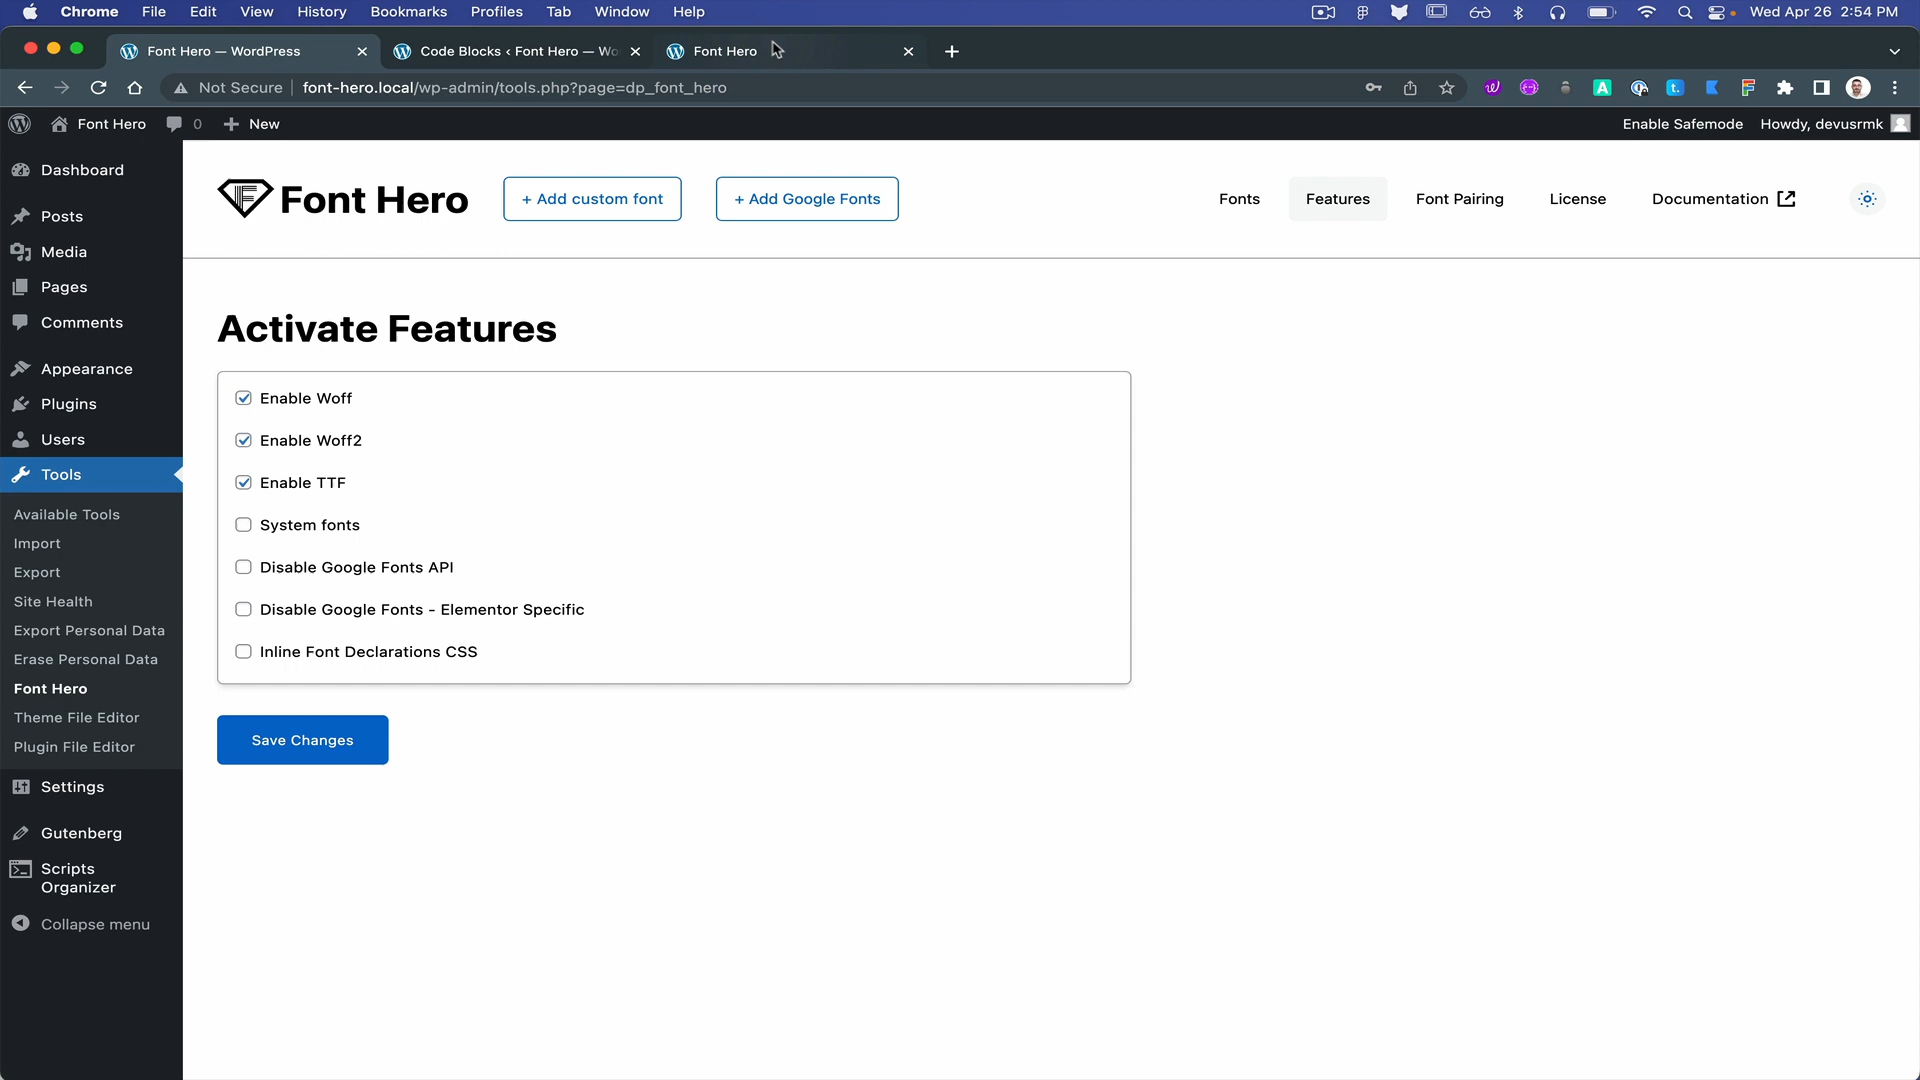 Chrome File Edit View History Bookmarks Profiles Tab Window Help Wed Apr 26 2:54 PM
Font Hero — WordPress Code Blocks ‹ Font Hero — Wo Font Hero
Not Secure font-hero.local/wp-admin/tools.php?page=dp_font_hero
Font Hero 0 New Enable Safemode Howdy, devusrmk
Dashboard
Posts
Media
Pages
Comments
Appearance
Plugins
Users
Tools
Available Tools
Import
Export
Site Health
Export Personal Data
Erase Personal Data
Font Hero
Theme File Editor
Plugin File Editor
Settings
Gutenberg
Scripts
Organizer
Collapse menu
Font Hero + Add custom font + Add Google Fonts Fonts Features Font Pairing License Documentation
Activate Features
Enable Woff
Enable Woff2
Enable TTF
System fonts
Disable Google Fonts API
Disable Google Fonts - Elementor Specific
Inline Font Declarations CSS
Save Changes